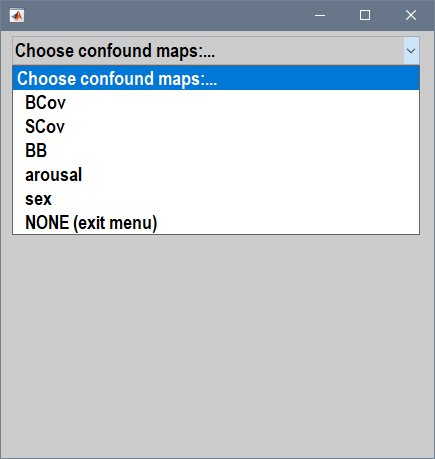 Choose confound maps:...
Choose confound maps:...
BCov
SCov
BB
arousal
sex
NONE (exit menu)